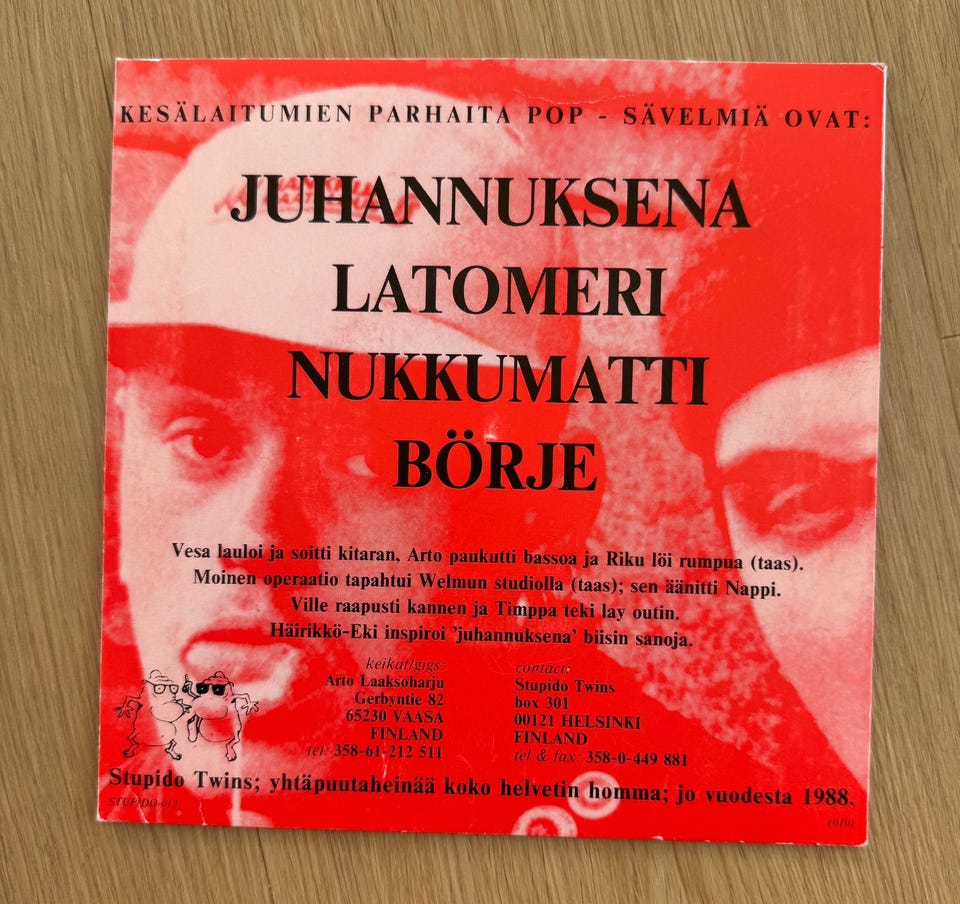 KESÄLAITUMIEN PARHAITA POP - SÄVELMIÄ OVAT:
JUHANNUKSENA
LATOMERI
NUKKUMATTI
BÖRJE
Vesa lauloi ja soitti kitaran, Arto paukutti bassoa ja Riku löi rumpua (taas).
Moinen operaatio tapahtui Welmun studiolla (taas); sen äänitti Nappi.
Ville raapusti kannen ja Timppa teki lay outin.
Häirikkö-Eki inspiroi 'juhannuksena' biisin sanoja.
keikat/gigs:
Arto Laaksoharju
Gerbyntie 82
65230 VAASA
FINLAND
tel: 358-61-212 511
contact:
Stupido Twins
box 301
00121 HELSINKI
FINLAND
tel & fax: 358-0-449 881
Stupido Twins; yhtäpuutaheinää koko helvetin homma; jo vuodesta 1988.
STUPIDO-013